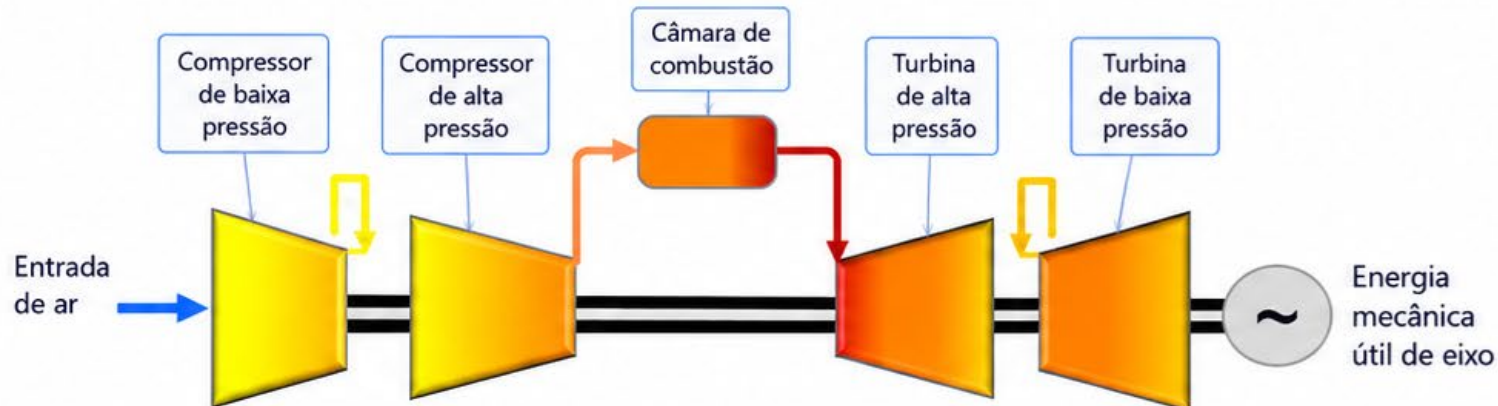 Compressor
de baixa
pressão
Compressor
de alta
pressão
Câmara de
combustão
Turbina
de alta
pressão
Turbina
de baixa
pressão
Entrada
de ar
~
Energia
mecânica
útil de eixo